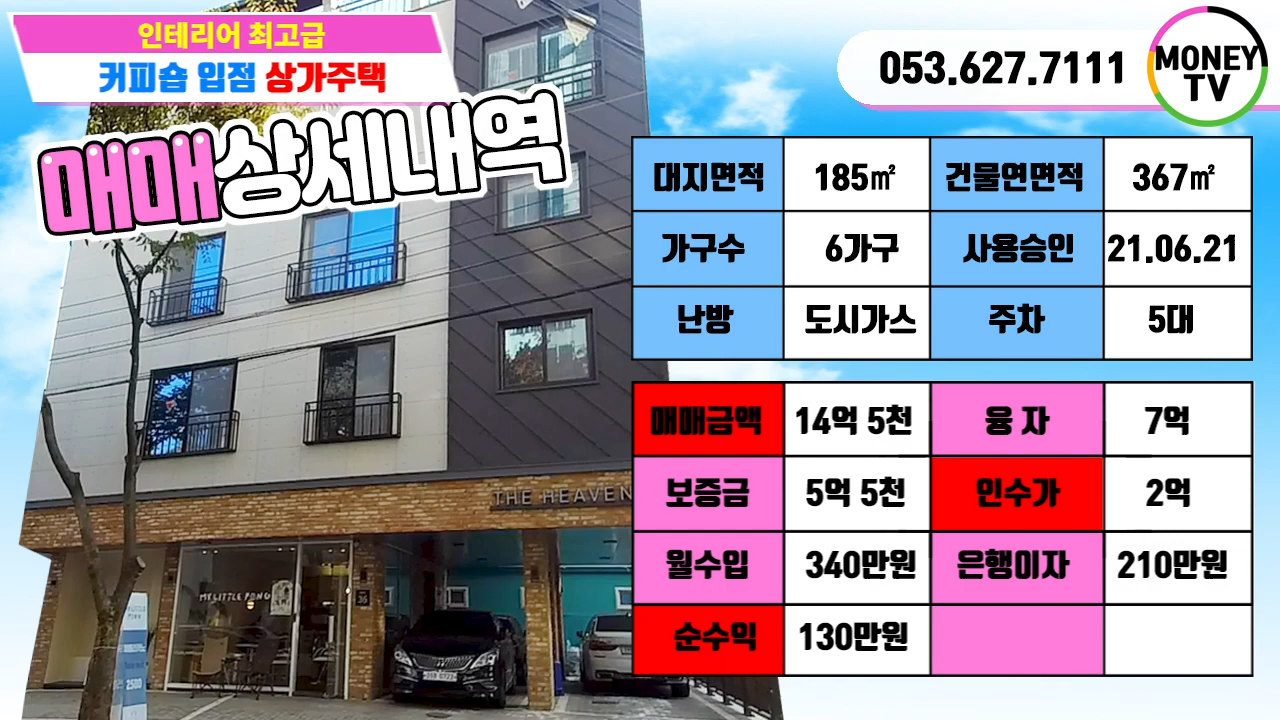 인테리어 최고급
커피숍 입점 상가주택
매매상세내역
053.627.7111
MONEY
TV
대지면적 185㎡ 건물연면적 367㎡
가구수 6가구 사용승인 21.06.21
난방 도시가스 주차 5대
매매금액 14억 5천 융 자 7억
보증금 5억 5천 인수가 2억
월수입 340만원 은행이자 210만원
순수익 130만원
THE HEAVEN
MY LITTLE PONG
36
2500